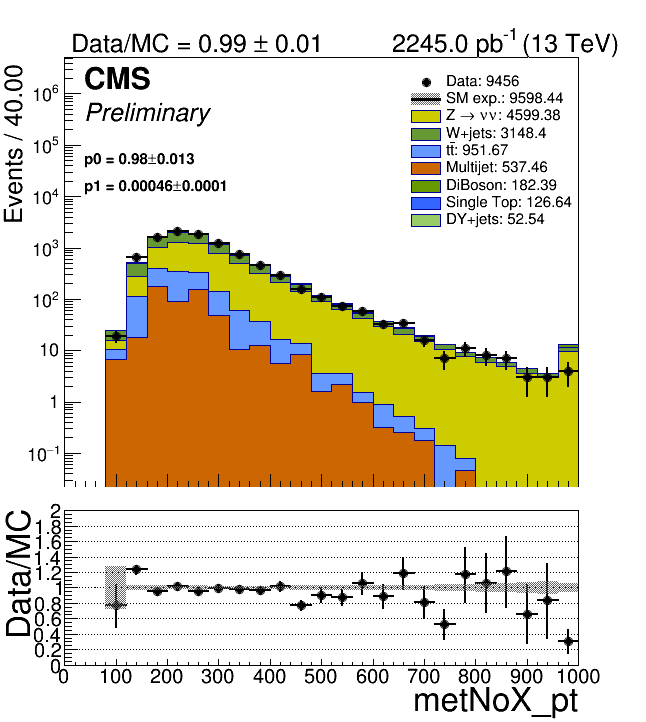 Data/MC = 0.99 ± 0.01 2245.0 pb⁻¹ (13 TeV)
CMS
Preliminary
p0 = 0.98±0.013
p1 = 0.00046±0.0001
Data: 9456
SM exp.: 9598.44
Z → νν: 4599.38
W+jets: 3148.4
tt̄: 951.67
Multijet: 537.46
DiBoson: 182.39
Single Top: 126.64
DY+jets: 52.54
Events / 40.00
10⁶
10⁵
10⁴
10³
10²
10
1
10⁻¹
Data/MC
2
1.8
1.6
1.4
1.2
1.0
0.8
0.6
0.4
0.2
0
0 100 200 300 400 500 600 700 800 900 1000
metNoX_pt